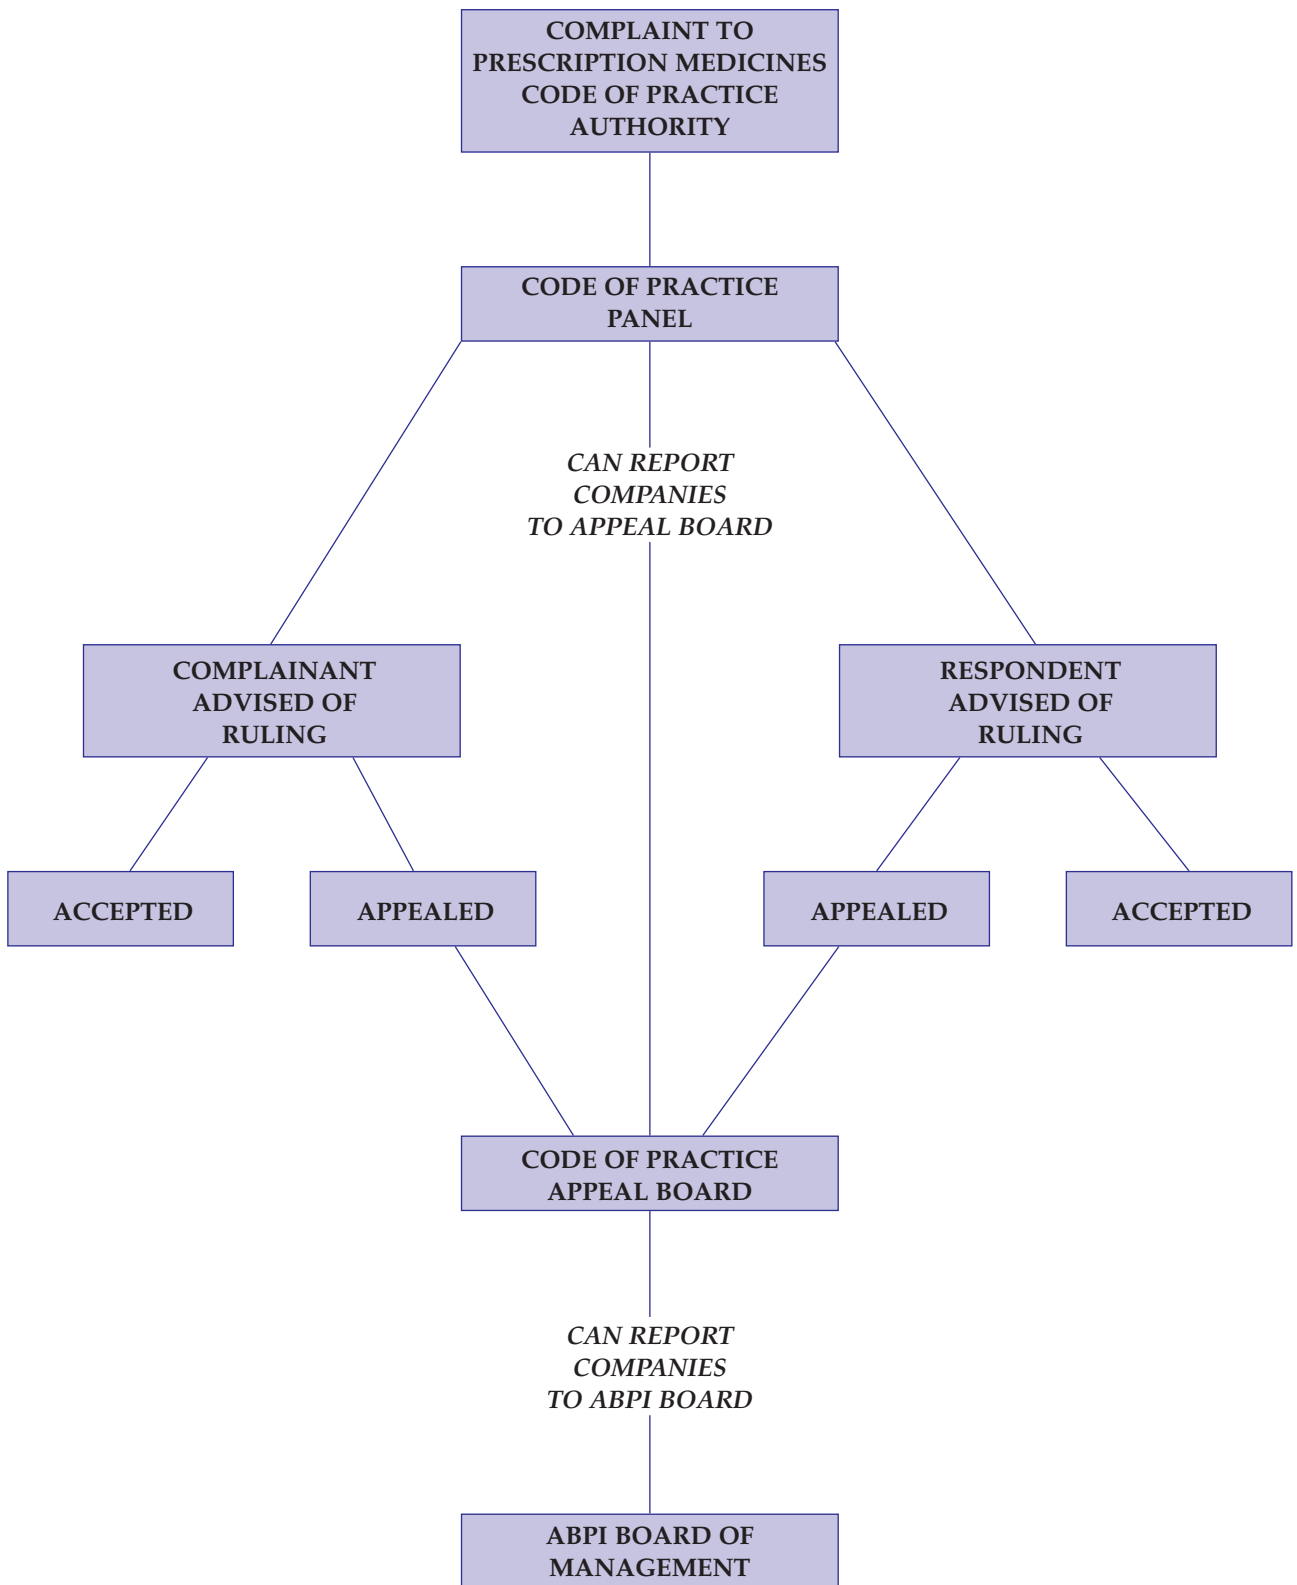 COMPLAINT TO
PRESCRIPTION MEDICINES
CODE OF PRACTICE
AUTHORITY
CODE OF PRACTICE
PANEL
CAN REPORT
COMPANIES
TO APPEAL BOARD
COMPLAINANT
ADVISED OF
RULING
RESPONDENT
ADVISED OF
RULING
ACCEPTED
APPEALED
APPEALED
ACCEPTED
CODE OF PRACTICE
APPEAL BOARD
CAN REPORT
COMPANIES
TO ABPI BOARD
ABPI BOARD OF
MANAGEMENT